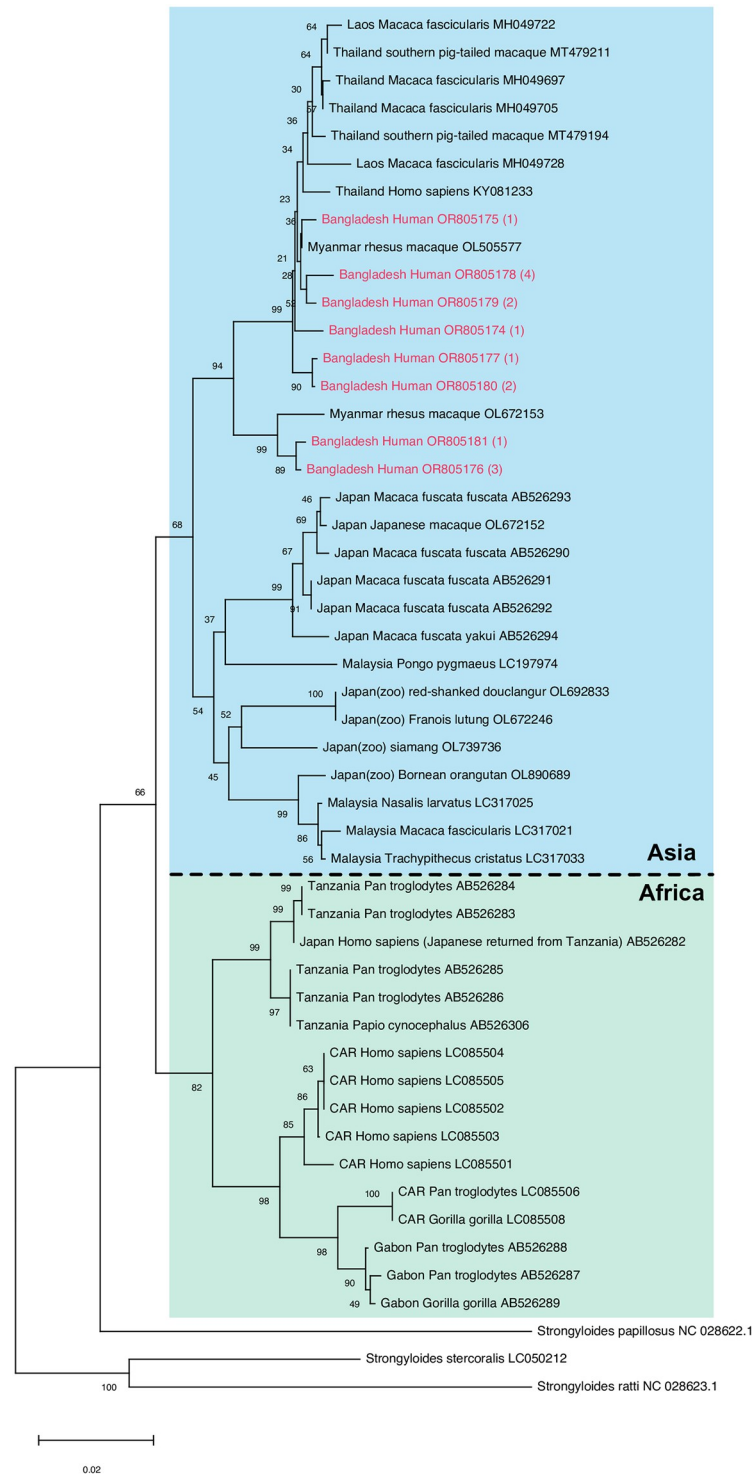 64
Laos Macaca fascicularis MH049722
64
Thailand southern pig-tailed macaque MT479211
30
Thailand Macaca fascicularis MH049697
57
Thailand Macaca fascicularis MH049705
36
Thailand southern pig-tailed macaque MT479194
34
Laos Macaca fascicularis MH049728
Thailand Homo sapiens KY081233
23
36
Bangladesh Human OR805175 (1)
Myanmar rhesus macaque OL505577
21
28
Bangladesh Human OR805178 (4)
Bangladesh Human OR805179 (2)
99
Bangladesh Human OR805174 (1)
Bangladesh Human OR805177 (1)
94
90
Bangladesh Human OR805180 (2)
Myanmar rhesus macaque OL672153
Bangladesh Human OR805181 (1)
99
89
Bangladesh Human OR805176 (3)
46
Japan Macaca fuscata fuscata AB526293
69
Japan Japanese macaque OL672152
68
67
Japan Macaca fuscata fuscata AB526290
99
Japan Macaca fuscata fuscata AB526291
91
Japan Macaca fuscata fuscata AB526292
37
Japan Macaca fuscata yakui AB526294
Malaysia Pongo pygmaeus LC197974
100
Japan(zoo) red-shanked douclangur OL692833
54
52
Japan(zoo) Franois lutung OL672246
Japan(zoo) siamang OL739736
45
Japan(zoo) Bornean orangutan OL890689
66
99
Malaysia Nasalis larvatus LC317025
86
Malaysia Macaca fascicularis LC317021
56
Malaysia Trachypithecus cristatus LC317033
Asia
Africa
99
Tanzania Pan troglodytes AB526284
99
Tanzania Pan troglodytes AB526283
99
Japan Homo sapiens (Japanese returned from Tanzania) AB526282
Tanzania Pan troglodytes AB526285
Tanzania Pan troglodytes AB526286
97
Tanzania Papio cynocephalus AB526306
CAR Homo sapiens LC085504
63
CAR Homo sapiens LC085505
82
86
CAR Homo sapiens LC085502
85
CAR Homo sapiens LC085503
CAR Homo sapiens LC085501
98
100
CAR Pan troglodytes LC085506
CAR Gorilla gorilla LC085508
98
Gabon Pan troglodytes AB526288
90
Gabon Pan troglodytes AB526287
49
Gabon Gorilla gorilla AB526289
Strongyloides papillosus NC 028622.1
Strongyloides stercoralis LC050212
100
Strongyloides ratti NC 028623.1
0.02